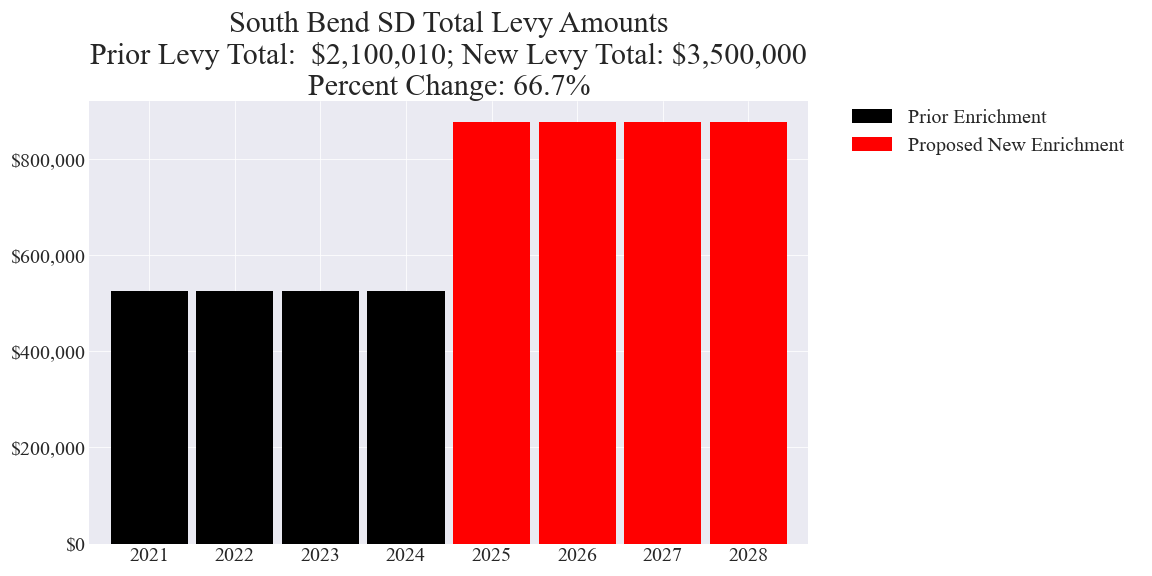 South Bend SD Total Levy Amounts
Prior Levy Total:  $2,100,010; New Levy Total: $3,500,000
Percent Change: 66.7%
Prior Enrichment
Proposed New Enrichment
$800,000
$600,000
$400,000
$200,000
$0
2021 2022 2023 2024 2025 2026 2027 2028